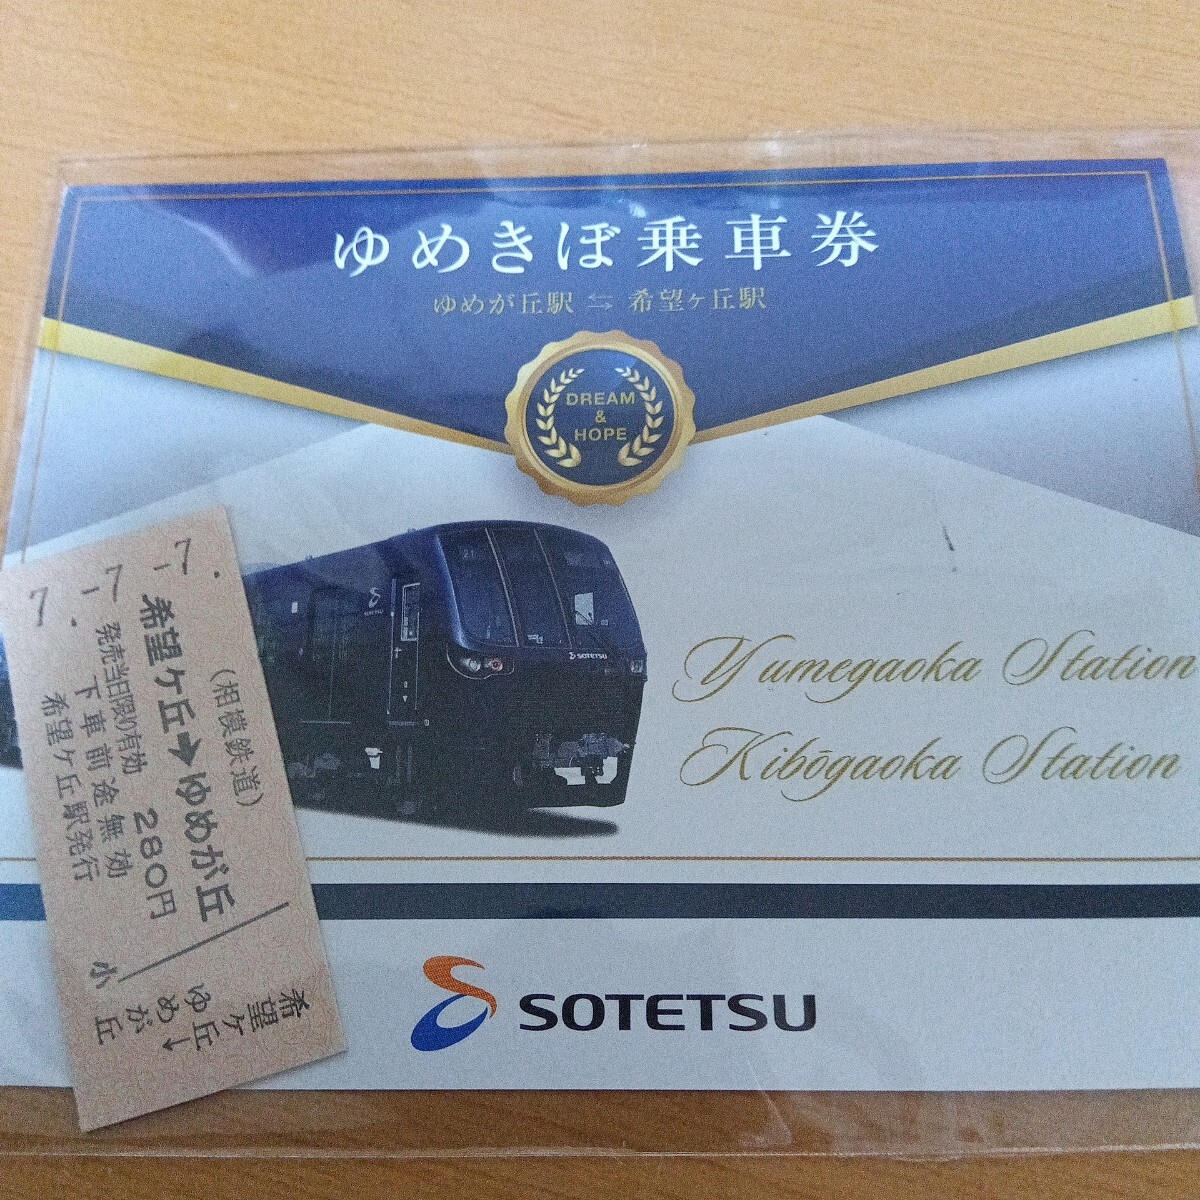 ゆめきぼ乗車券
ゆめが丘駅 ⇆ 希望ヶ丘駅
DREAM
&
HOPE
21
SOTETSU
SOTETSU
Yumegaoka Station
Kibōgaoka Station
SOTETSU
7.-7.-7.
(相模鉄道)
希望ケ丘➔ゆめが丘
280円
発売当日限り有効
下車前途無効
希望ケ丘駅発行
小
希望ケ丘
↓
ゆめが丘